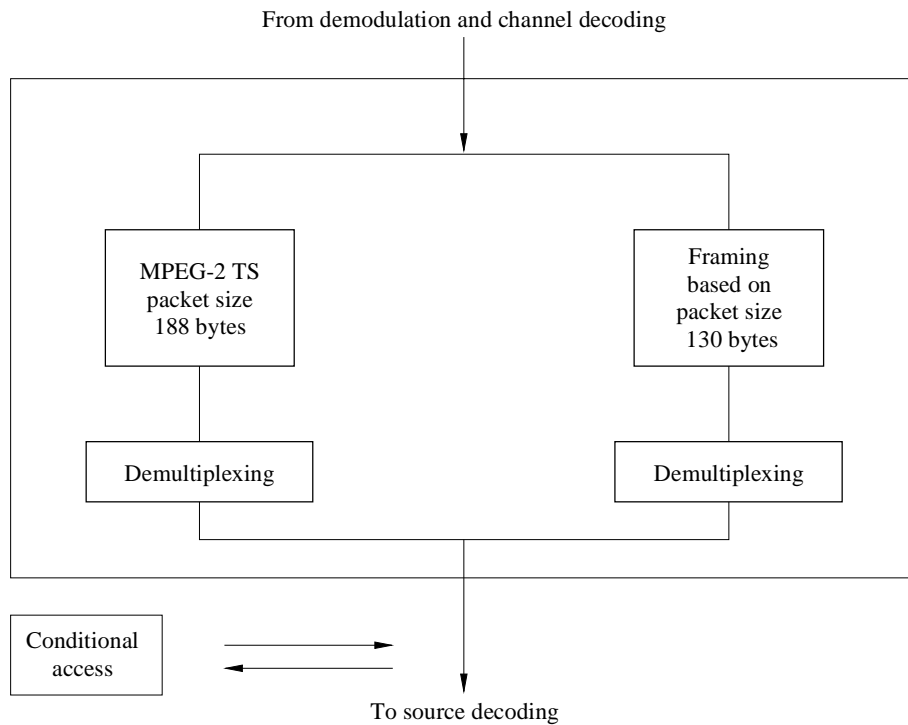 From demodulation and channel decoding
MPEG-2 TS
packet size
188 bytes
Framing
based on
packet size
130 bytes
Demultiplexing
Demultiplexing
Conditional
access
To source decoding